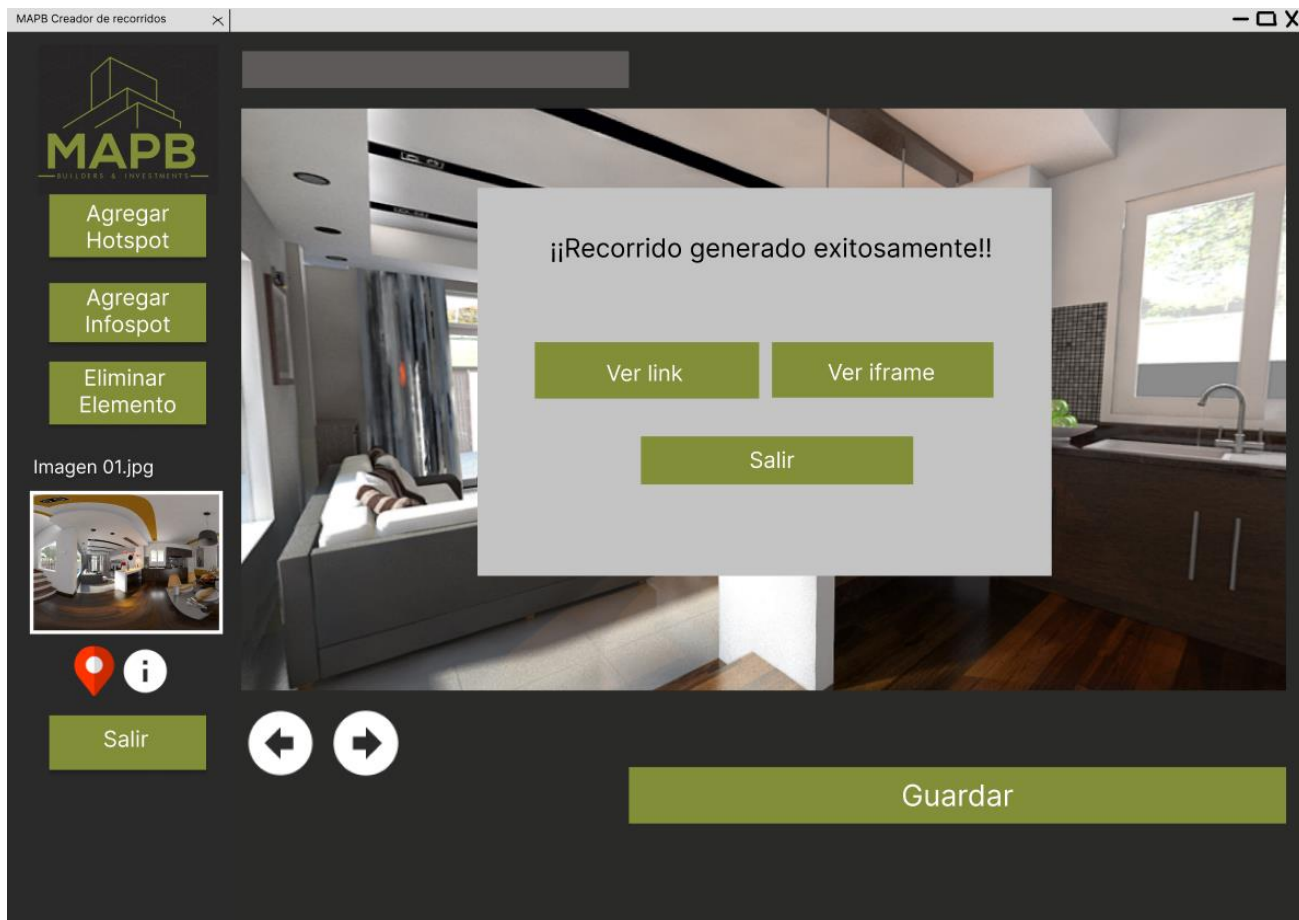 MAPB Creador de recorridos
MAPB
BUILDERS & INVESTMENTS
Agregar
Hotspot
Agregar
Infospot
Eliminar
Elemento
Imagen 01.jpg
Salir
¡¡Recorrido generado exitosamente!!
Ver link
Ver iframe
Salir
Guardar